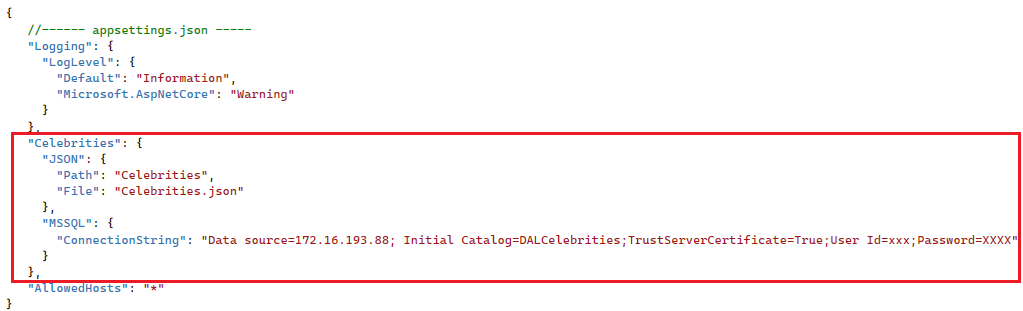 {
//------ appsettings.json -----
"Logging": {
"LogLevel": {
"Default": "Information",
"Microsoft.AspNetCore": "Warning"
}
},
"Celebrities": {
"JSON": {
"Path": "Celebrities",
"File": "Celebrities.json"
},
"MSSQL": {
"ConnectionString": "Data source=172.16.193.88; Initial Catalog=DALCelebrities;TrustServerCertificate=True;User Id=xxx;Password=XXXX"
}
},
"AllowedHosts": "*"
}